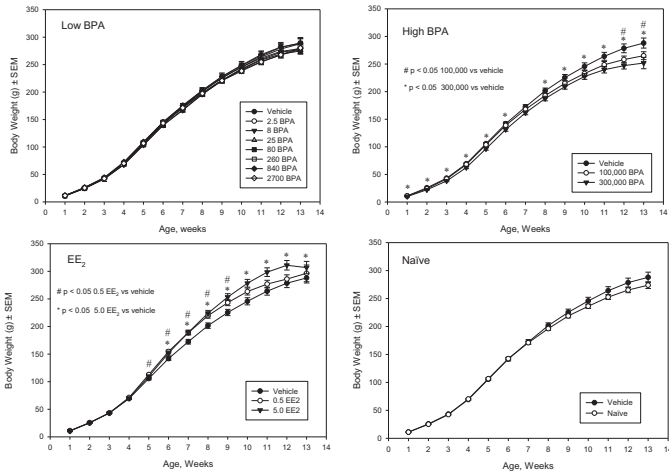 Low BPA
Body Weight (g) ± SEM
350
300
250
200
150
100
50
0
Vehicle
2.5 BPA
8 BPA
25 BPA
80 BPA
260 BPA
840 BPA
2700 BPA
0 1 2 3 4 5 6 7 8 9 10 11 12 13 14
Age, weeks
High BPA
Body Weight (g) ± SEM
350
300
250
200
150
100
50
0
# p < 0.05 100,000 vs vehicle
* p < 0.05 300,000 vs vehicle
* * * * * * * * * * * *
# #
Vehicle
100,000 BPA
300,000 BPA
0 1 2 3 4 5 6 7 8 9 10 11 12 13 14
Age, weeks
EE2
Body Weight (g) ± SEM
350
300
250
200
150
100
50
0
# p < 0.05 0.5 EE2 vs vehicle
* p < 0.05 5.0 EE2 vs vehicle
# # # # #
* * * * * * * *
Vehicle
0.5 EE2
5.0 EE2
0 1 2 3 4 5 6 7 8 9 10 11 12 13 14
Age, Weeks
Naïve
Body Weight (g) ± SEM
350
300
250
200
150
100
50
0
Vehicle
Naïve
0 1 2 3 4 5 6 7 8 9 10 11 12 13 14
Age, Weeks